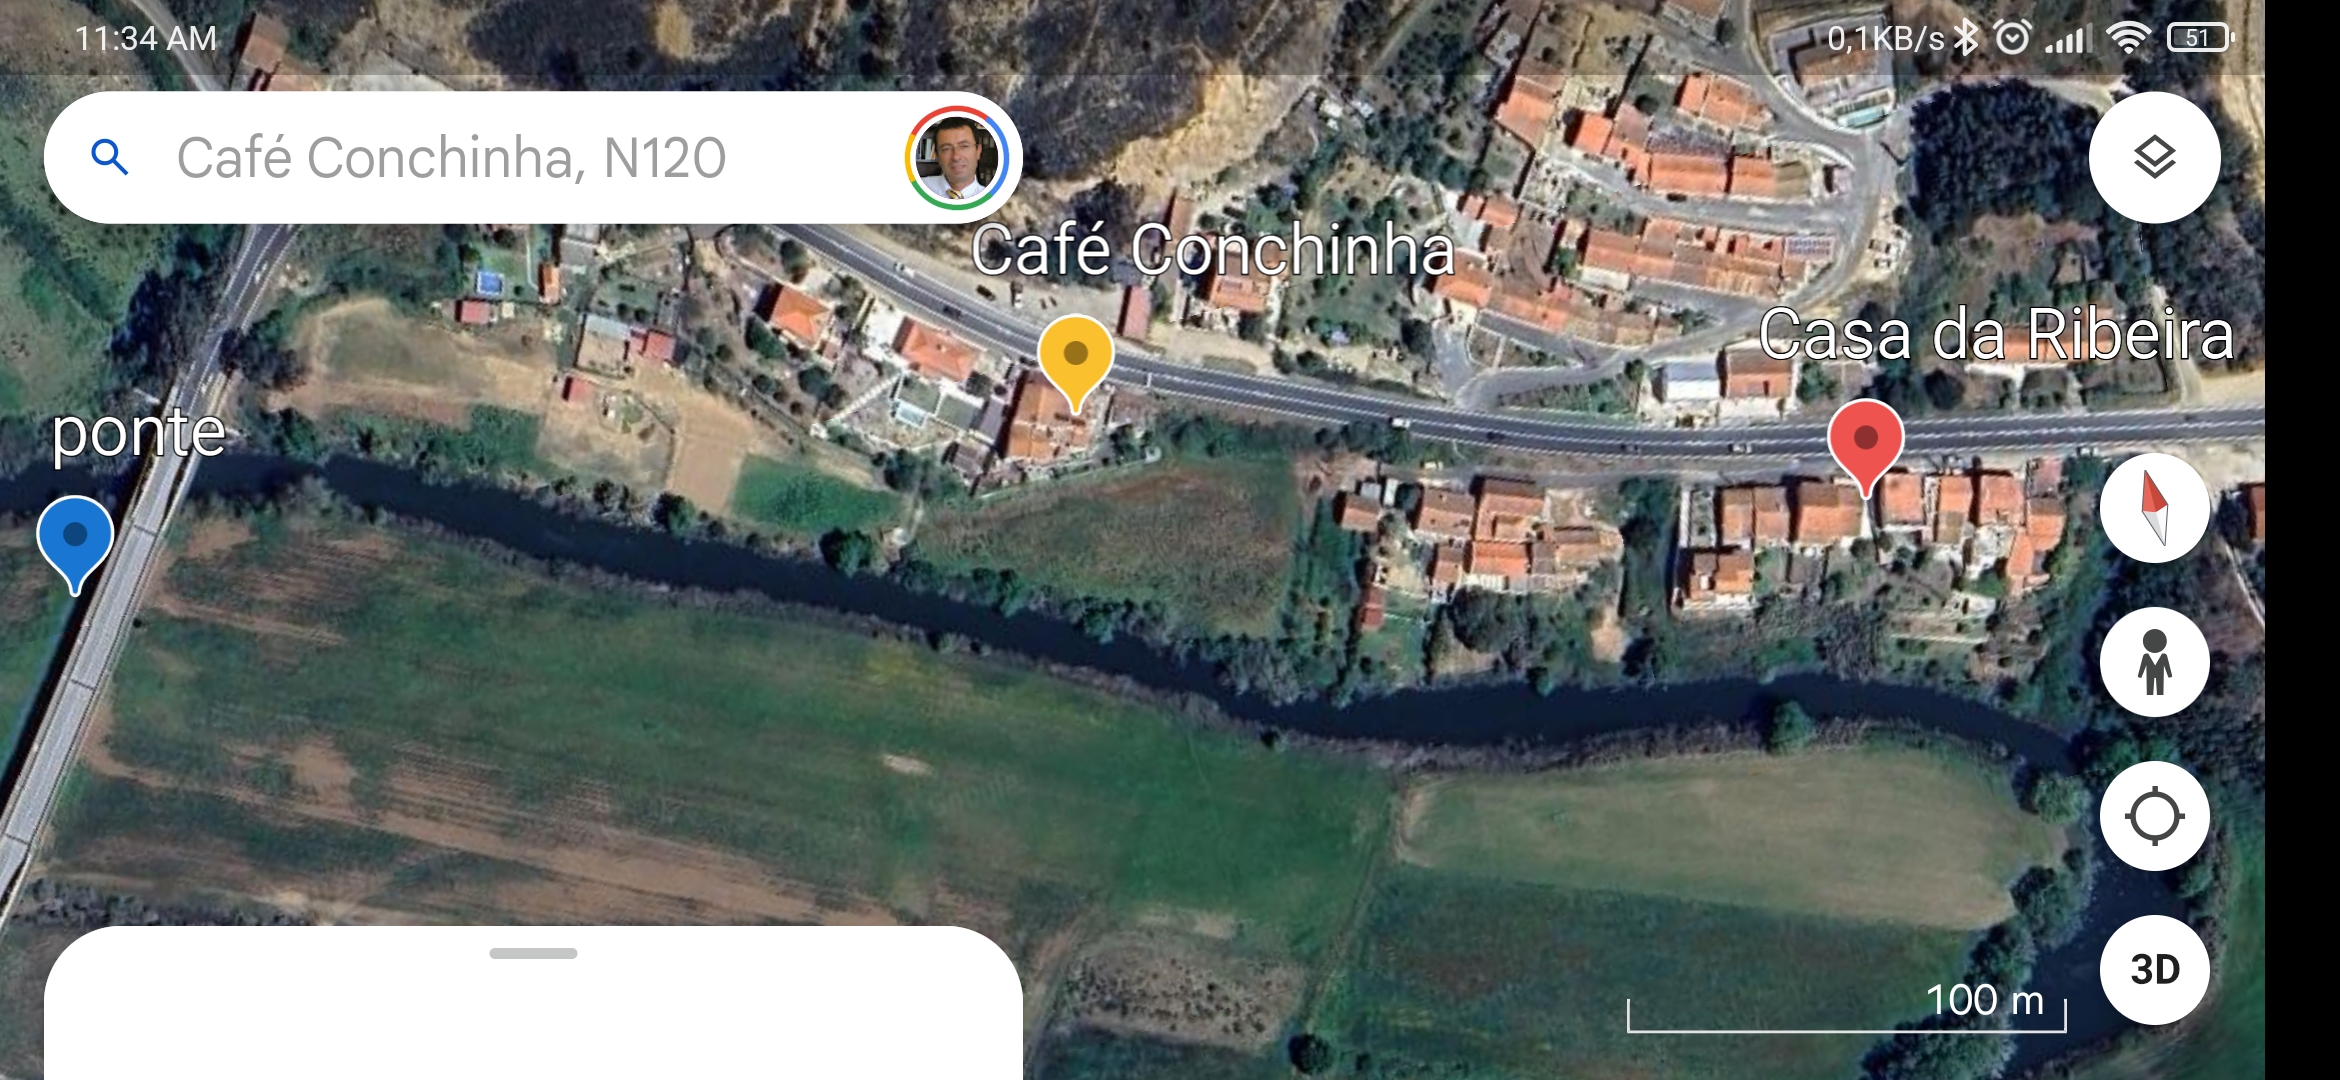 11:34 AM
0,1KB/s
51
Café Conchinha, N120
Café Conchinha
Casa da Ribeira
ponte
3D
100 m